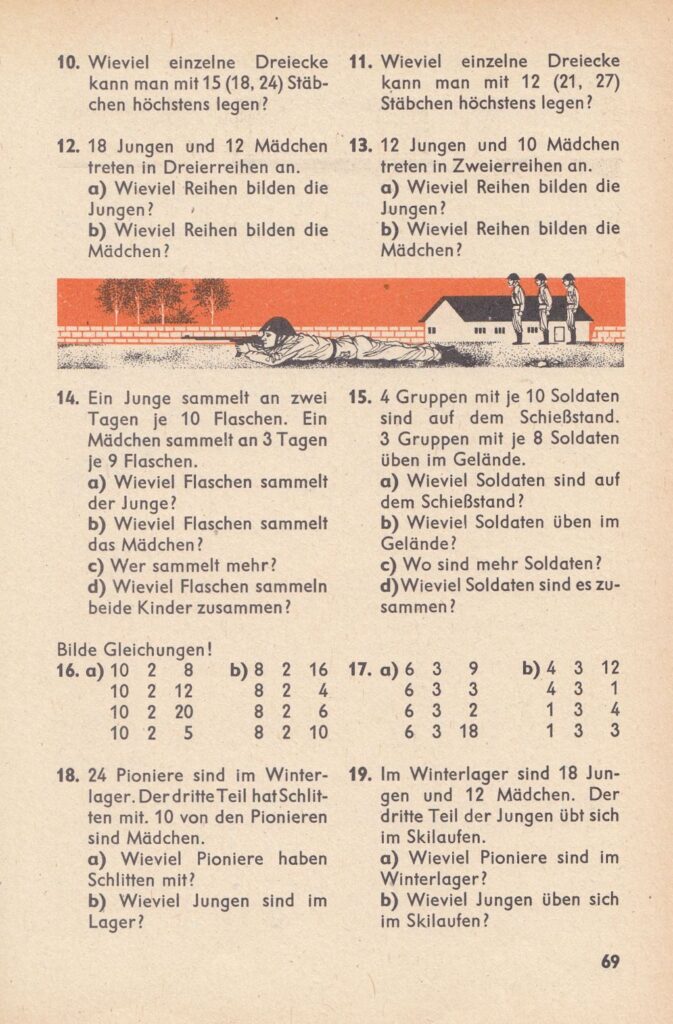 10. Wieviel einzelne Dreiecke
kann man mit 15 (18, 24) Stäb-
chen höchstens legen?
11. Wieviel einzelne Dreiecke
kann man mit 12 (21, 27)
Stäbchen höchstens legen?
12. 18 Jungen und 12 Mädchen
treten in Dreierreihen an.
a) Wieviel Reihen bilden die
Jungen?
b) Wieviel Reihen bilden die
Mädchen?
13. 12 Jungen und 10 Mädchen
treten in Zweierreihen an.
a) Wieviel Reihen bilden die
Jungen?
b) Wieviel Reihen bilden die
Mädchen?
14. Ein Junge sammelt an zwei
Tagen je 10 Flaschen. Ein
Mädchen sammelt an 3 Tagen
je 9 Flaschen.
a) Wieviel Flaschen sammelt
der Junge?
b) Wieviel Flaschen sammelt
das Mädchen?
c) Wer sammelt mehr?
d) Wieviel Flaschen sammeln
beide Kinder zusammen?
15. 4 Gruppen mit je 10 Soldaten
sind auf dem Schießstand.
3 Gruppen mit je 8 Soldaten
üben im Gelände.
a) Wieviel Soldaten sind auf
dem Schießstand?
b) Wieviel Soldaten üben im
Gelände?
c) Wo sind mehr Soldaten?
d) Wieviel Soldaten sind es zu-
sammen?
Bilde Gleichungen!
16. a) 10 2 8 b) 8 2 16
10 2 12 8 2 4
10 2 20 8 2 6
10 2 5 8 2 10
17. a) 6 3 9 b) 4 3 12
6 3 3 4 3 1
6 3 2 1 3 4
6 3 18 1 3 3
18. 24 Pioniere sind im Winter-
lager. Der dritte Teil hat Schlit-
ten mit. 10 von den Pionieren
sind Mädchen.
a) Wieviel Pioniere haben
Schlitten mit?
b) Wieviel Jungen sind im
Lager?
19. Im Winterlager sind 18 Jun-
gen und 12 Mädchen. Der
dritte Teil der Jungen übt sich
im Skilaufen.
a) Wieviel Pioniere sind im
Winterlager?
b) Wieviel Jungen üben sich
im Skilaufen?
69